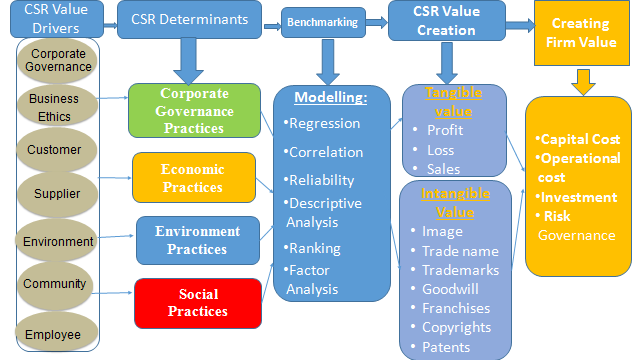 CSR Value
Drivers
CSR Determinants
Benchmarking
CSR Value
Creation
Creating
Firm Value
Corporate
Governance
Business
Ethics
Customer
Supplier
Environment
Community
Employee
Corporate
Governance
Practices
Economic
Practices
Environment
Practices
Social
Practices
Modelling:
•Regression
•Correlation
•Reliability
•Descriptive
Analysis
•Ranking
•Factor
Analysis
Tangible
value
• Profit
• Loss
• Sales
Intangible
Value
• Image
• Trade name
• Trademarks
• Goodwill
• Franchises
• Copyrights
• Patents
•Capital Cost
•Operational
cost
•Investment
• Risk
Governance